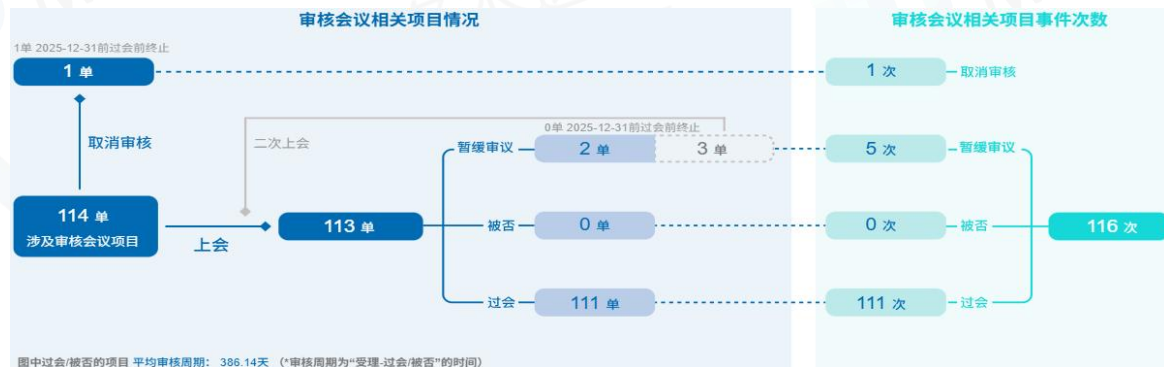 审核会议相关项目情况
审核会议相关项目事件次数
1单 2025-12-31前过会前终止
1 单
1 次
取消审核
取消审核
二次上会
0单 2025-12-31前过会前终止
暂缓审议
2 单
3 单
5 次
暂缓审议
114 单
涉及审核会议项目
上会
113 单
被否
0 单
0 次
被否
116 次
过会
111 单
111 次
过会
图中过会/被否的项目 平均审核周期： 386.14天 （*审核周期为“受理-过会/被否”的时间）